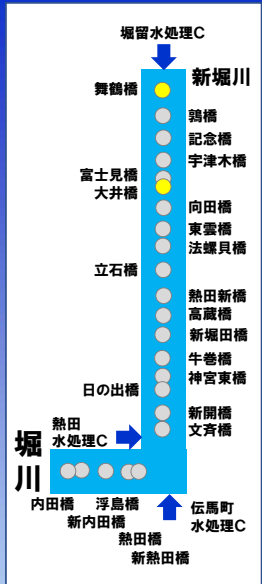 堀留水処理C
新堀川
舞鶴橋
鶉橋
記念橋
宇津木橋
富士見橋
大井橋
向田橋
東雲橋
法螺貝橋
立石橋
熱田新橋
高蔵橋
新堀田橋
牛巻橋
神宮東橋
日の出橋
新開橋
文斉橋
熱田
水処理C
堀川
内田橋
浮島橋
新内田橋
熱田橋
新熱田橋
伝馬町
水処理C